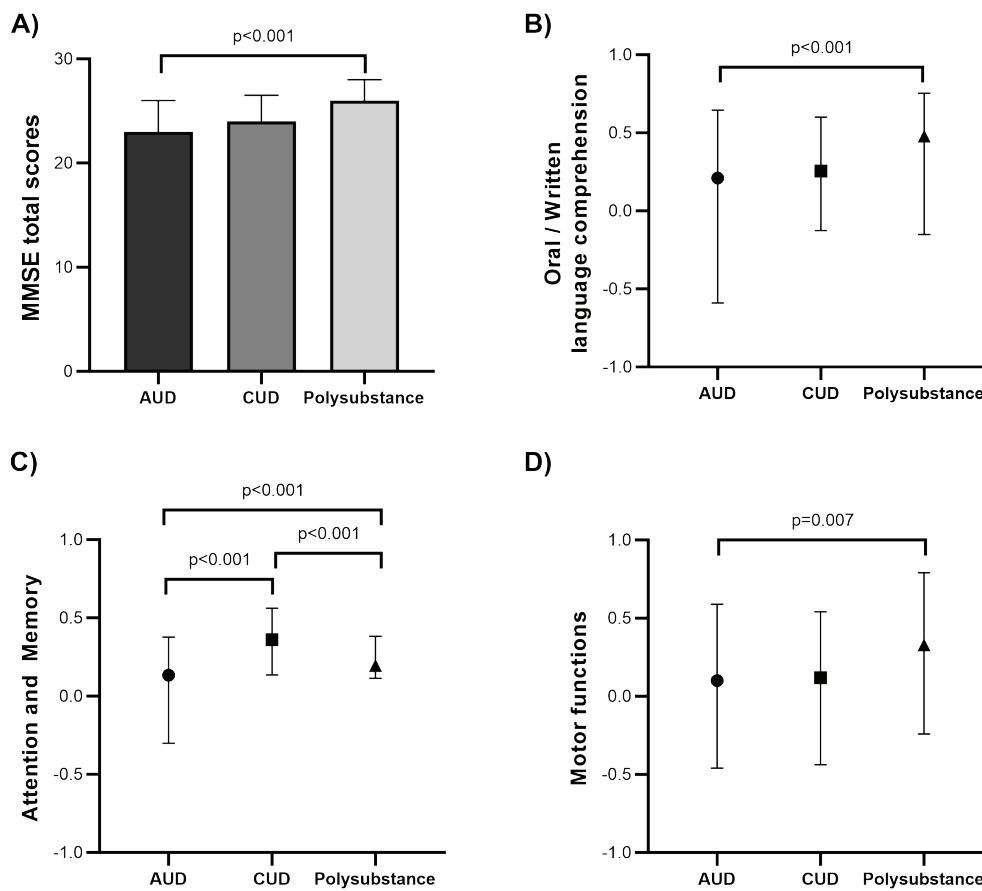 A)
p<0.001
MMSE total scores
30
20
10
0
AUD
CUD
Polysubstance
B)
p<0.001
Oral / Written
language comprehension
1.0
0.5
0.0
-0.5
-1.0
AUD
CUD
Polysubstance
C)
p<0.001
p<0.001
p<0.001
Attention and Memory
1.0
0.5
0.0
-0.5
-1.0
AUD
CUD
Polysubstance
D)
p=0.007
Motor functions
1.0
0.5
0.0
-0.5
-1.0
AUD
CUD
Polysubstance